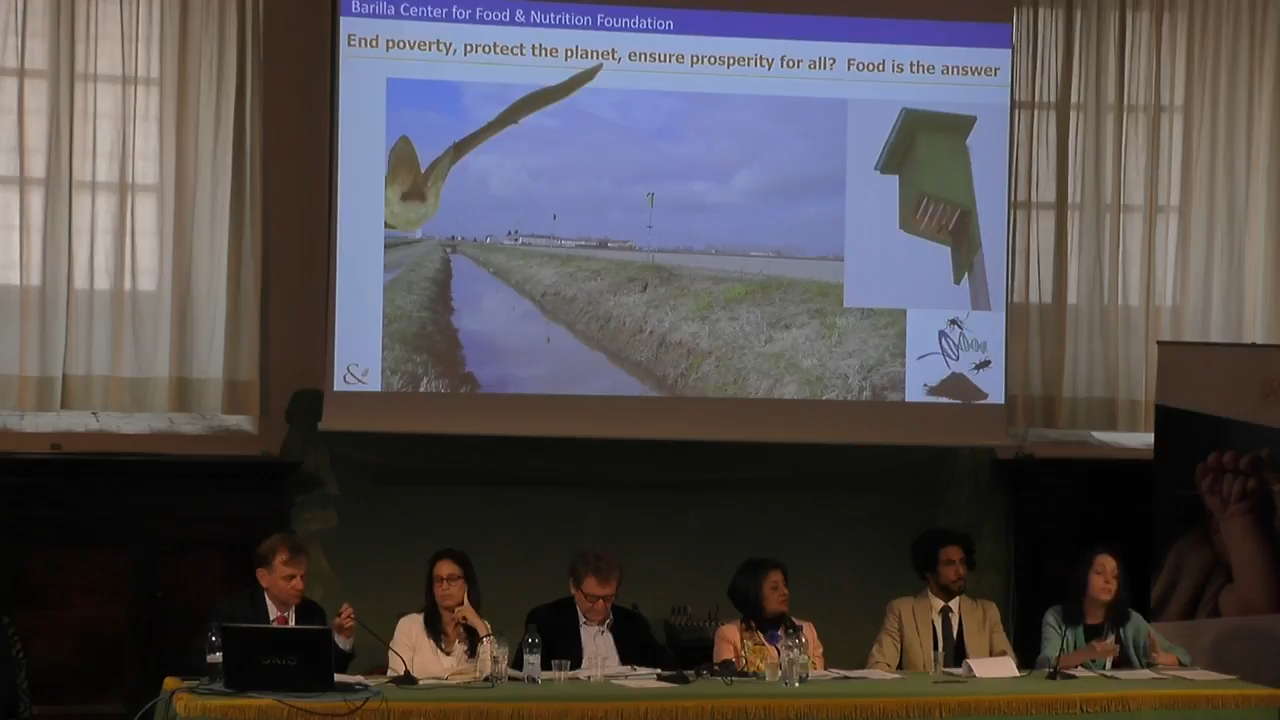 Barilla Center for Food & Nutrition Foundation
End poverty, protect the planet, ensure prosperity for all? Food is the answer
&